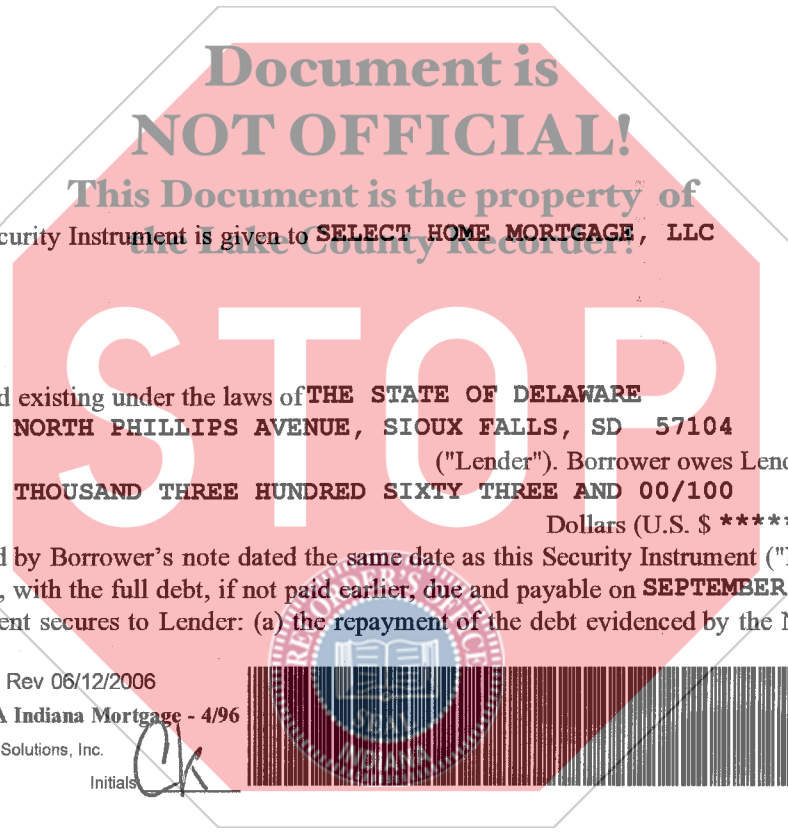 Document is
NOT OFFICIAL!
This Document is the property of
the Lake County Recorder!
curity Instrument is given to SELECT HOME MORTGAGE, LLC
STOP
d existing under the laws of THE STATE OF DELAWARE
NORTH PHILLIPS AVENUE, SIOUX FALLS, SD 57104
("Lender"). Borrower owes Lend
THOUSAND THREE HUNDRED SIXTY THREE AND 00/100
Dollars (U.S. $ *****
d by Borrower's note dated the same date as this Security Instrument ("
, with the full debt, if not paid earlier, due and payable on SEPTEMBER
ent secures to Lender: (a) the repayment of the debt evidenced by the N
RECORDER'S OFFICE
SEAL
INDIANA
Rev 06/12/2006
A Indiana Mortgage - 4/96
Solutions, Inc.
Initials CK